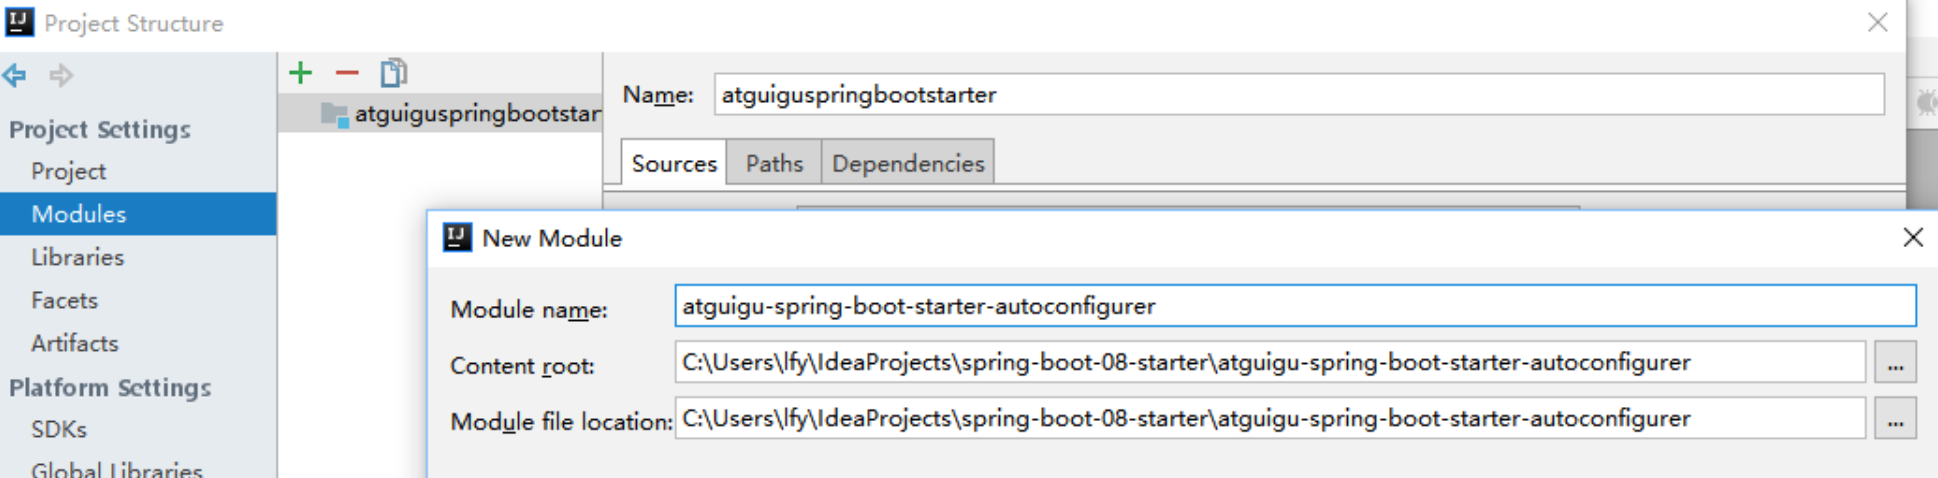 Project Structure
Project Settings
Project
Modules
Libraries
Facets
Artifacts
Platform Settings
SDKs
Global Libraries
atguiguspringbootstar
Name: atguiguspringbootstarter
Sources Paths Dependencies
New Module
Module name: atguigu-spring-boot-starter-autoconfigurer
Content root: C:\Users\lfy\IdeaProjects\spring-boot-08-starter\atguigu-spring-boot-starter-autoconfigurer ...
Module file location: C:\Users\lfy\IdeaProjects\spring-boot-08-starter\atguigu-spring-boot-starter-autoconfigurer ...